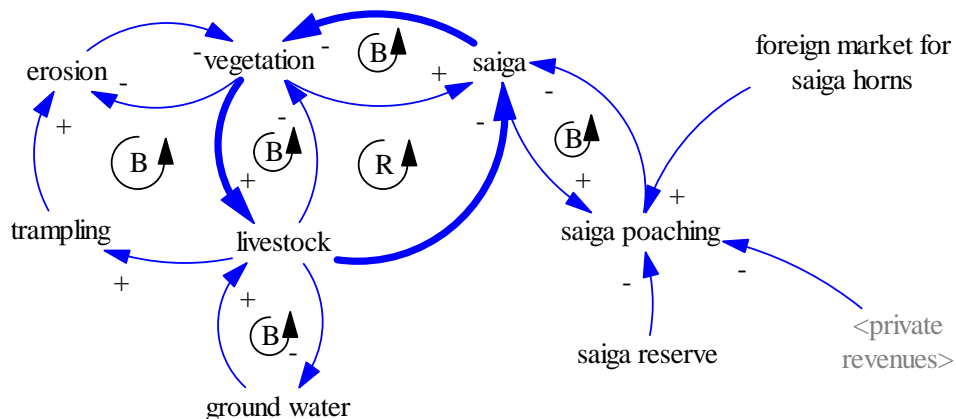 foreign market for
saiga horns
B
- -
vegetation
saiga
erosion
-
+
-
-
-
+
B
B
R
B
+
+
trampling
livestock
saiga poaching
+
+
+
-
-
B
-
<private
revenues>
saiga reserve
ground water